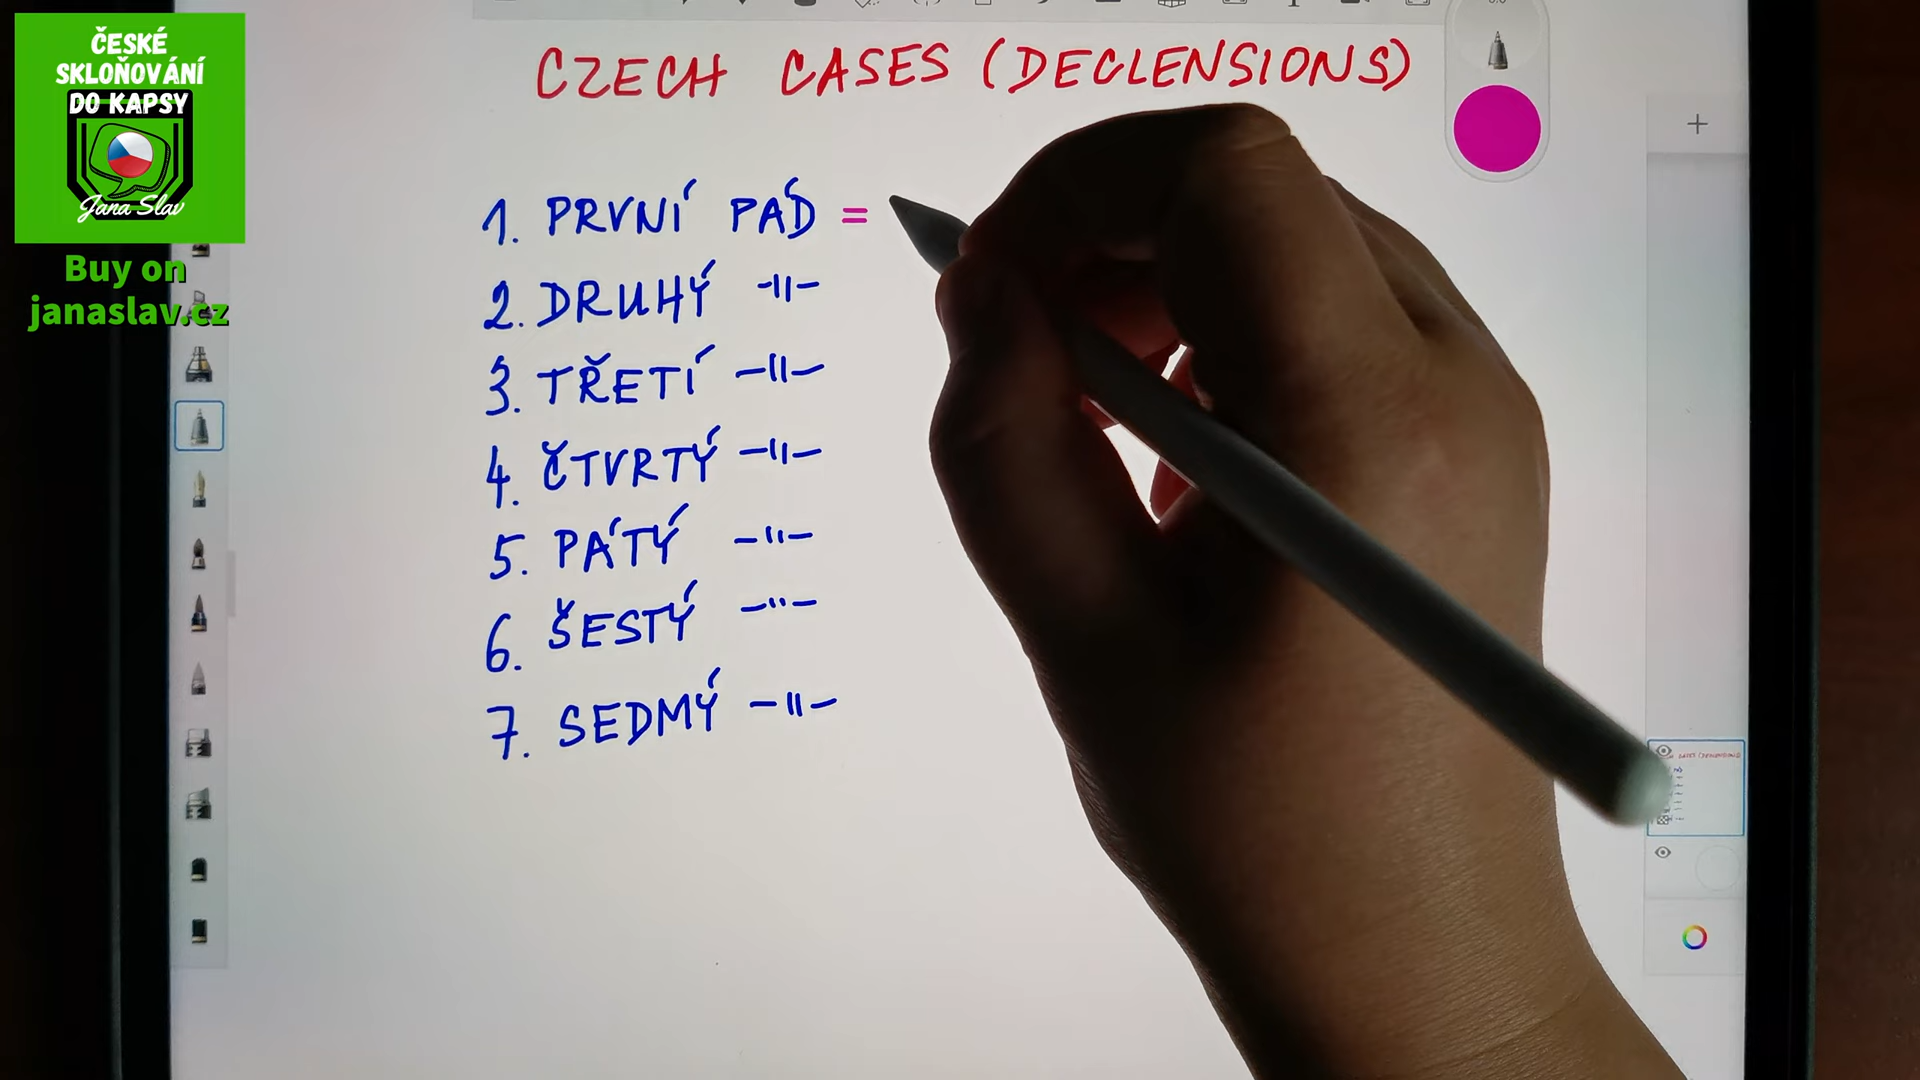 ČESKÉ
SKLOŇOVÁNÍ
DO KAPSY
Jana Slav
Buy on
janaslav.cz
CZECH CASES (DECLENSIONS)
1. PRVNÍ PÁD =
2. DRUHÝ -11-
3. TŘETÍ -11-
4. ČTVRTÝ -11-
5. PÁTÝ -11-
6. ŠESTÝ -11-
7. SEDMÝ -11-